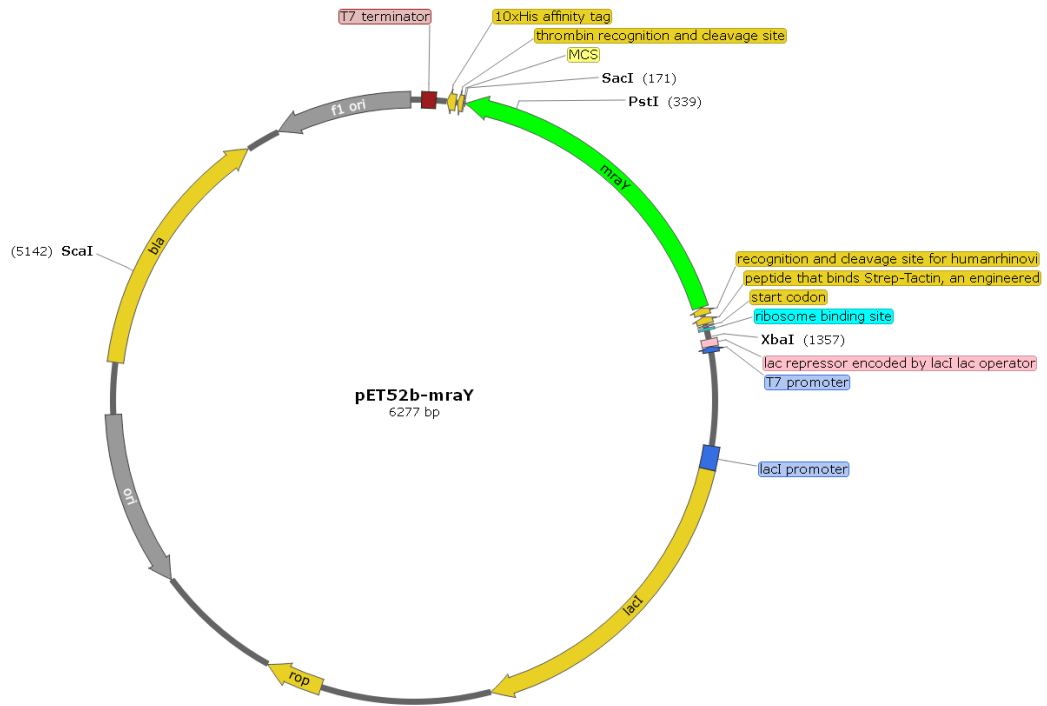 T7 terminator
10xHis affinity tag
thrombin recognition and cleavage site
MCS
SacI (171)
PstI (339)
f1 ori
mraY
bla
(5142) ScaI
recognition and cleavage site for humanrhinovi
peptide that binds Strep-Tactin, an engineered
start codon
ribosome binding site
XbaI (1357)
lac repressor encoded by lacI lac operator
T7 promoter
pET52b-mraY
6277 bp
lacI promoter
ori
lacI
rop